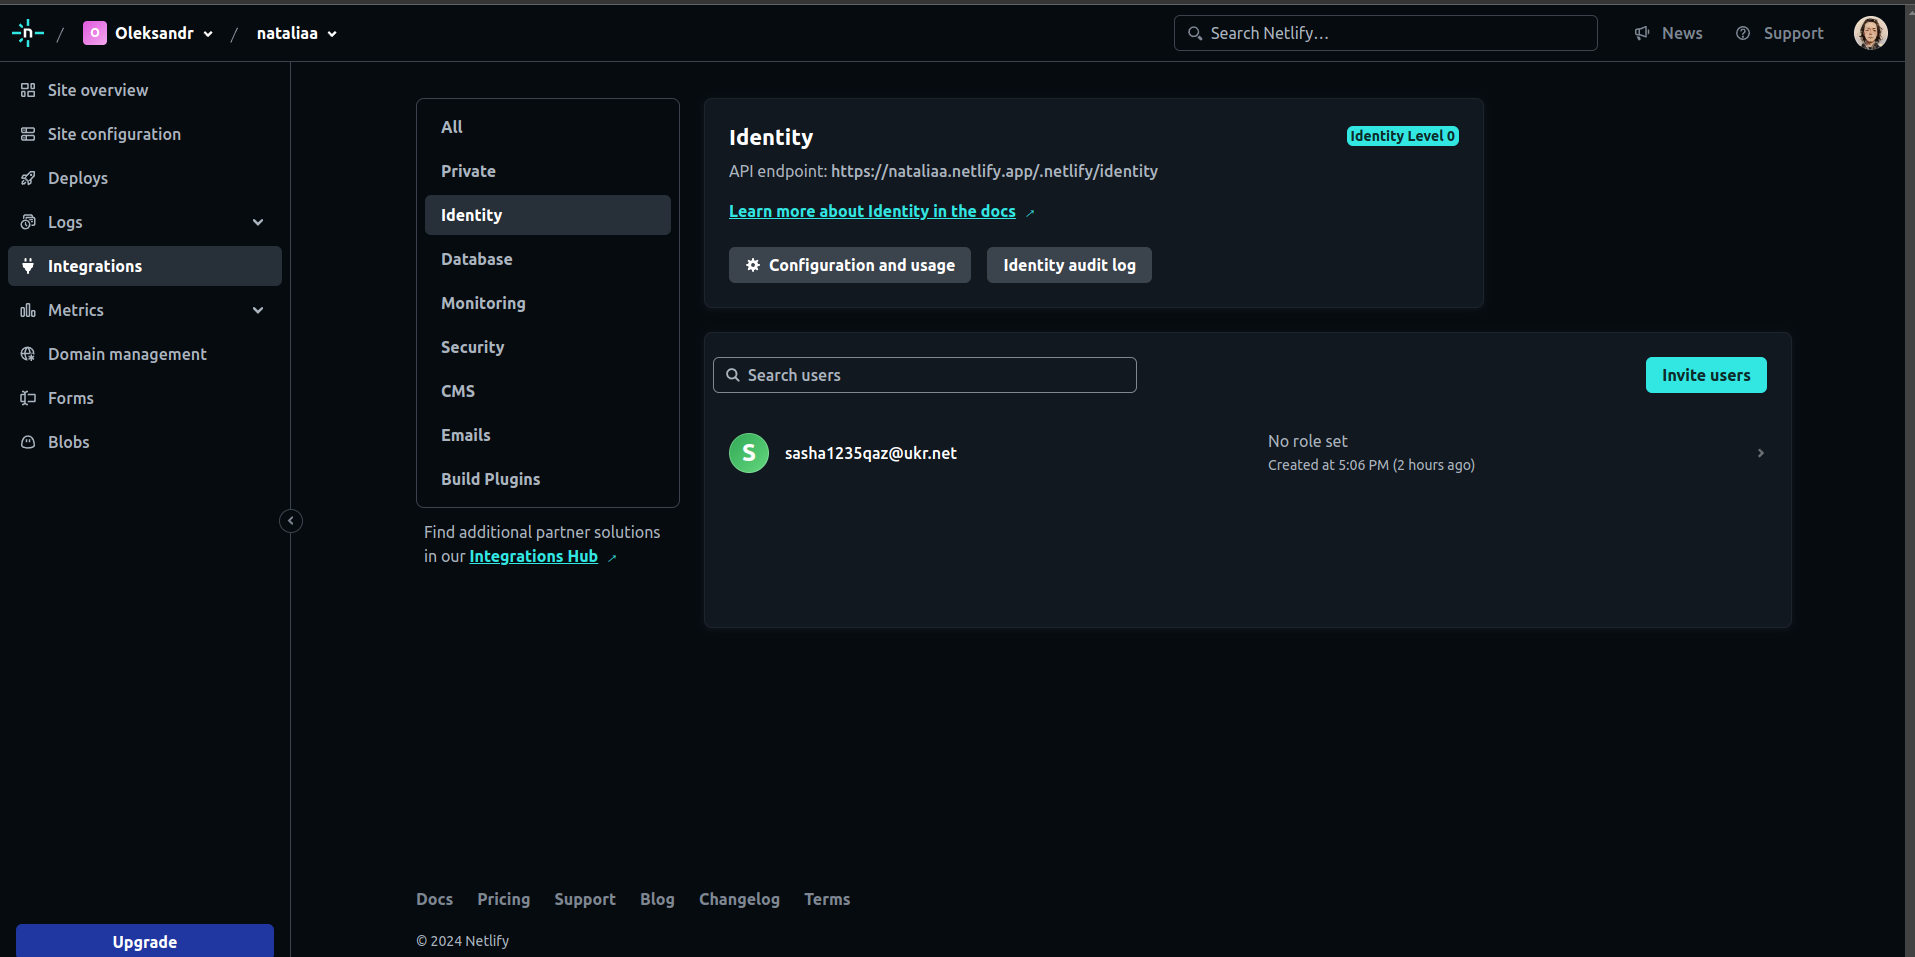 n / O Oleksandr / nataliaa
Search Netlify…
News
Support
Site overview
Site configuration
Deploys
Logs
Integrations
Metrics
Domain management
Forms
Blobs
Upgrade
All
Private
Identity
Database
Monitoring
Security
CMS
Emails
Build Plugins
Find additional partner solutions
in our Integrations Hub ↗
Identity
Identity Level 0
API endpoint: https://nataliaa.netlify.app/.netlify/identity
Learn more about Identity in the docs ↗
Configuration and usage
Identity audit log
Search users
Invite users
S
sasha1235qaz@ukr.net
No role set
Created at 5:06 PM (2 hours ago)
Docs Pricing Support Blog Changelog Terms
© 2024 Netlify